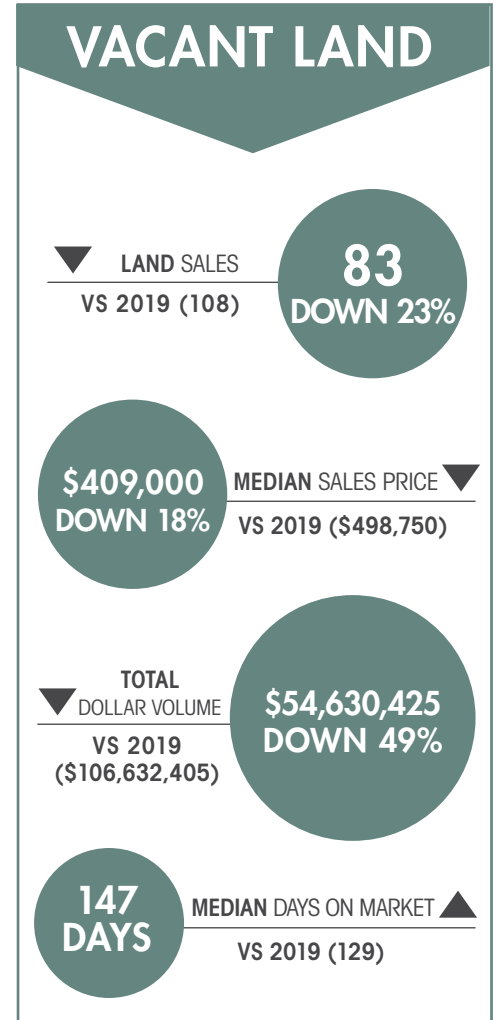 VACANT LAND
LAND SALES
VS 2019 (108)
83
DOWN 23%
$409,000
DOWN 18%
MEDIAN SALES PRICE
VS 2019 ($498,750)
TOTAL
DOLLAR VOLUME
VS 2019
($106,632,405)
$54,630,425
DOWN 49%
147
DAYS
MEDIAN DAYS ON MARKET
VS 2019 (129)